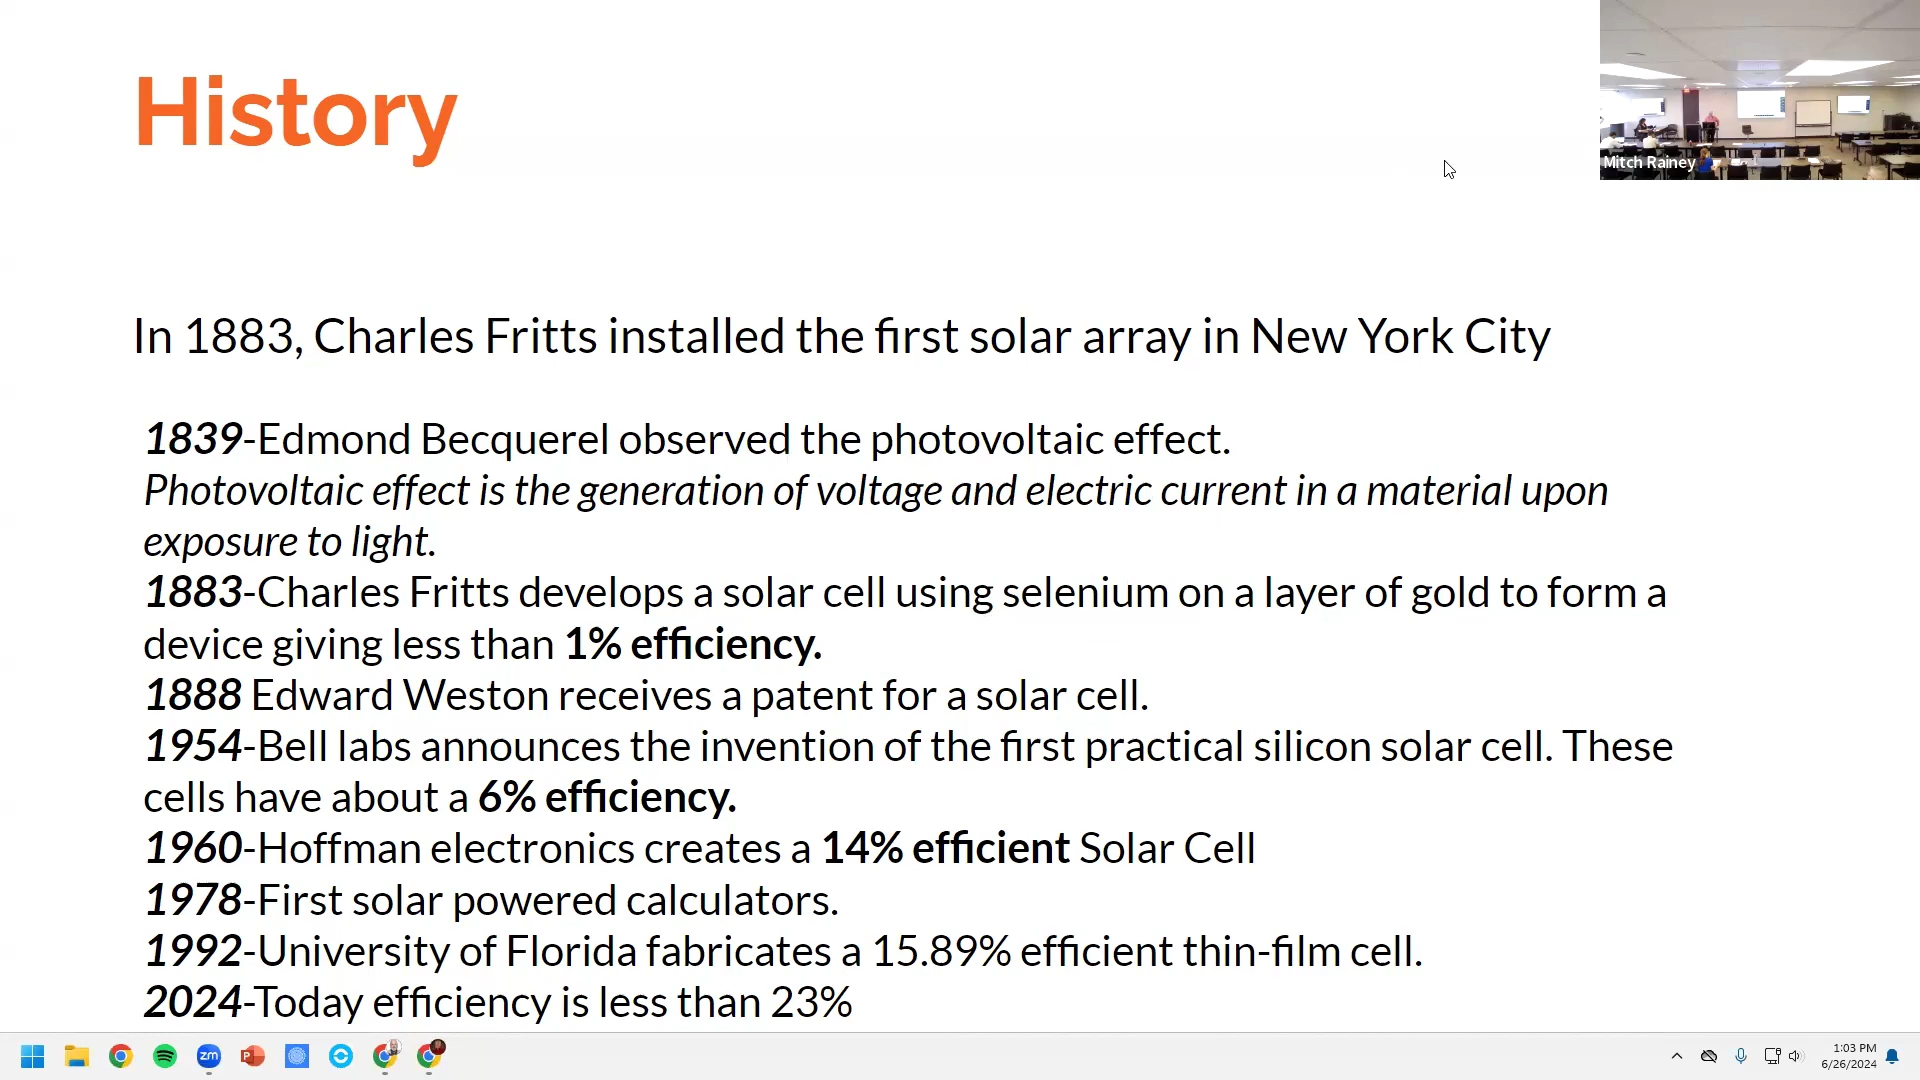 History
Mitch Rainey
In 1883, Charles Fritts installed the first solar array in New York City
1839-Edmond Becquerel observed the photovoltaic effect.
Photovoltaic effect is the generation of voltage and electric current in a material upon
exposure to light.
1883-Charles Fritts develops a solar cell using selenium on a layer of gold to form a
device giving less than 1% efficiency.
1888 Edward Weston receives a patent for a solar cell.
1954-Bell labs announces the invention of the first practical silicon solar cell. These
cells have about a 6% efficiency.
1960-Hoffman electronics creates a 14% efficient Solar Cell
1978-First solar powered calculators.
1992-University of Florida fabricates a 15.89% efficient thin-film cell.
2024-Today efficiency is less than 23%
zm
P
1:03 PM
6/26/2024